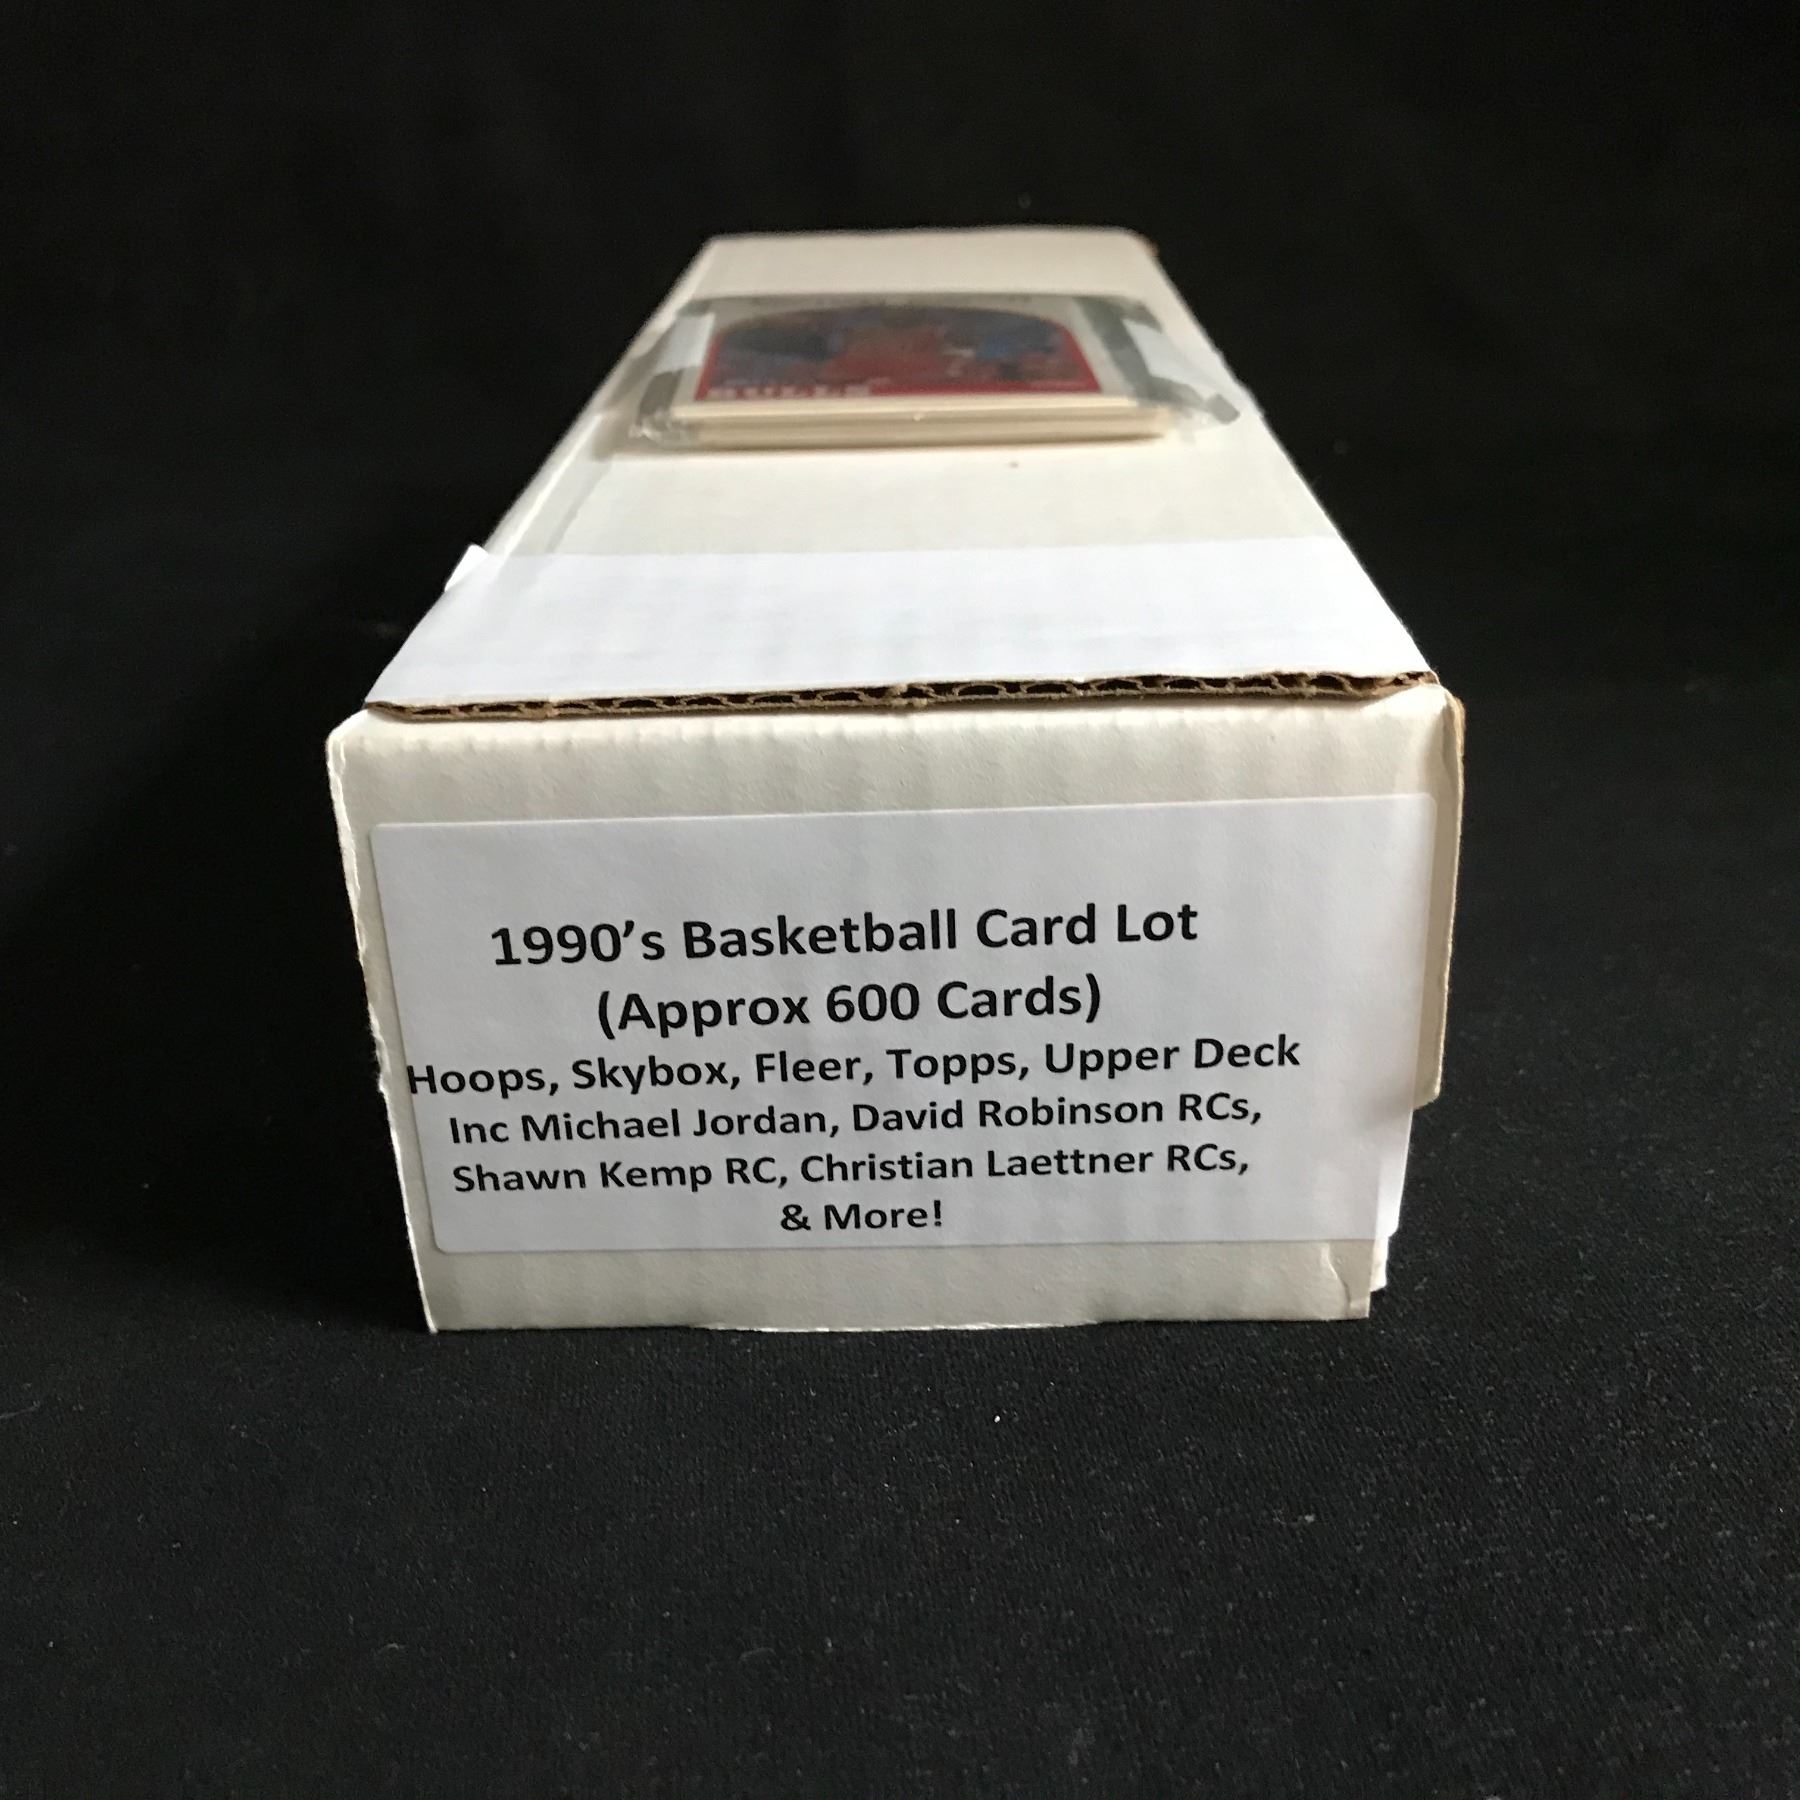 BULLS
1990's Basketball Card Lot
(Approx 600 Cards)
Hoops, Skybox, Fleer, Topps, Upper Deck
Inc Michael Jordan, David Robinson RCs,
Shawn Kemp RC, Christian Laettner RCs,
& More!